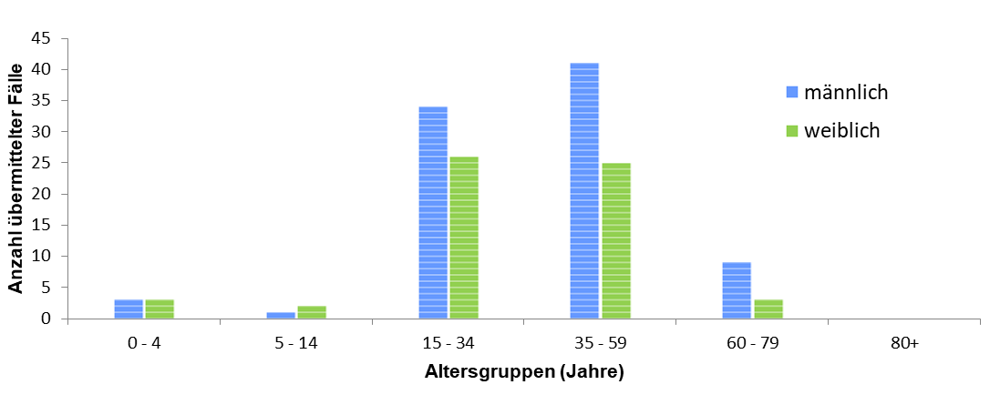 45
40
35
30
25
20
15
10
5
0
Anzahl übermittelter Fälle
männlich
weiblich
0 - 4 5 - 14 15 - 34 35 - 59 60 - 79 80+
Altersgruppen (Jahre)